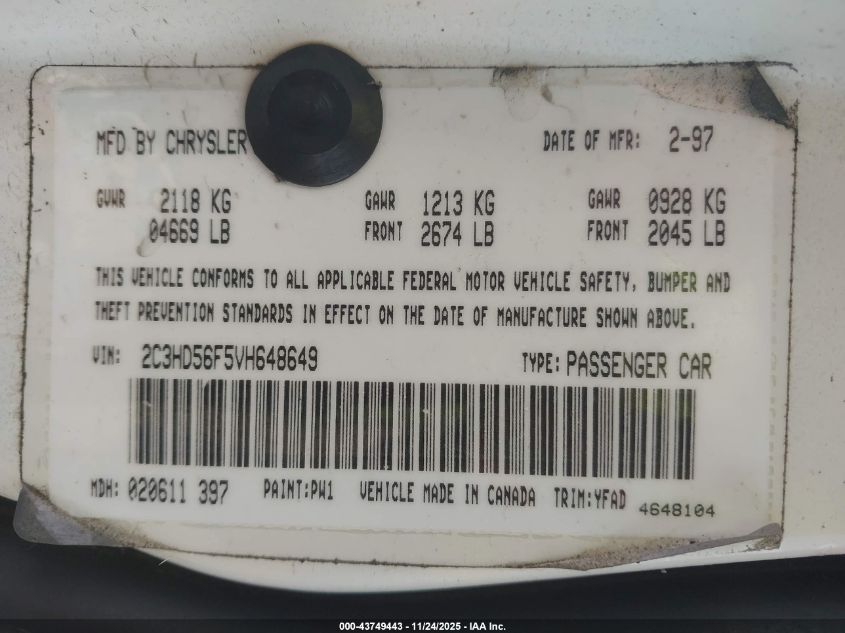 MFD BY CHRYSLER DATE OF MFR: 2-97
GVWR 2118 KG GAWR 1213 KG GAWR 0928 KG
04669 LB FRONT 2674 LB FRONT 2045 LB
THIS VEHICLE CONFORMS TO ALL APPLICABLE FEDERAL MOTOR VEHICLE SAFETY, BUMPER AND
THEFT PREVENTION STANDARDS IN EFFECT ON THE DATE OF MANUFACTURE SHOWN ABOVE.
VIN: 2C3HD56F5VH648649 TYPE: PASSENGER CAR
MDH: 020611 397 PAINT:PW1 VEHICLE MADE IN CANADA TRIM:YFAD 4648104
000-43749443 - 11/24/2025 - IAA Inc.